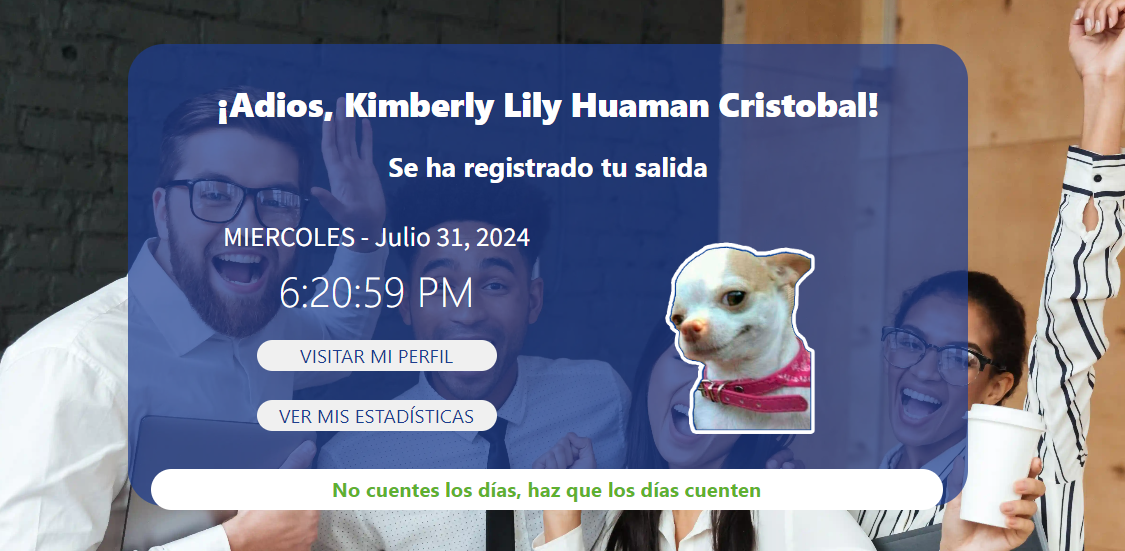 ¡Adios, Kimberly Lily Huaman Cristobal!
Se ha registrado tu salida
MIERCOLES - Julio 31, 2024
6:20:59 PM
VISITAR MI PERFIL
VER MIS ESTADÍSTICAS
No cuentes los días, haz que los días cuenten